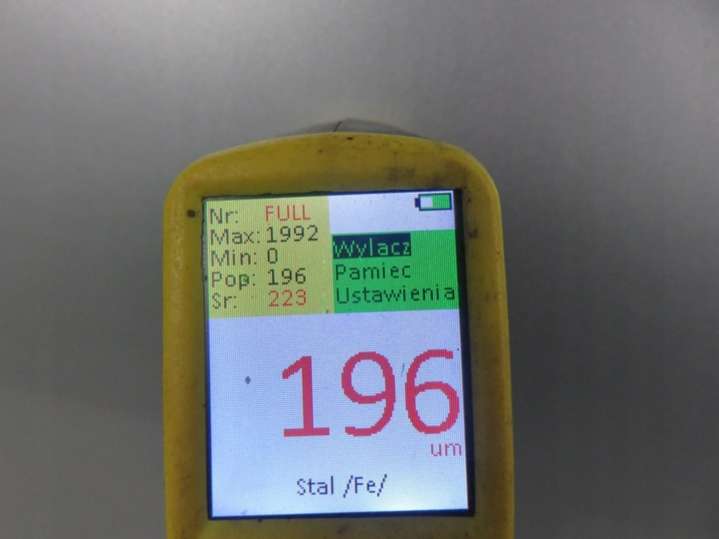 Nr: FULL
Max: 1992
Min: 0
Pop: 196
Sr: 223
Wylacz
Pamiec
Ustawienia
196
um
Stal /Fe/